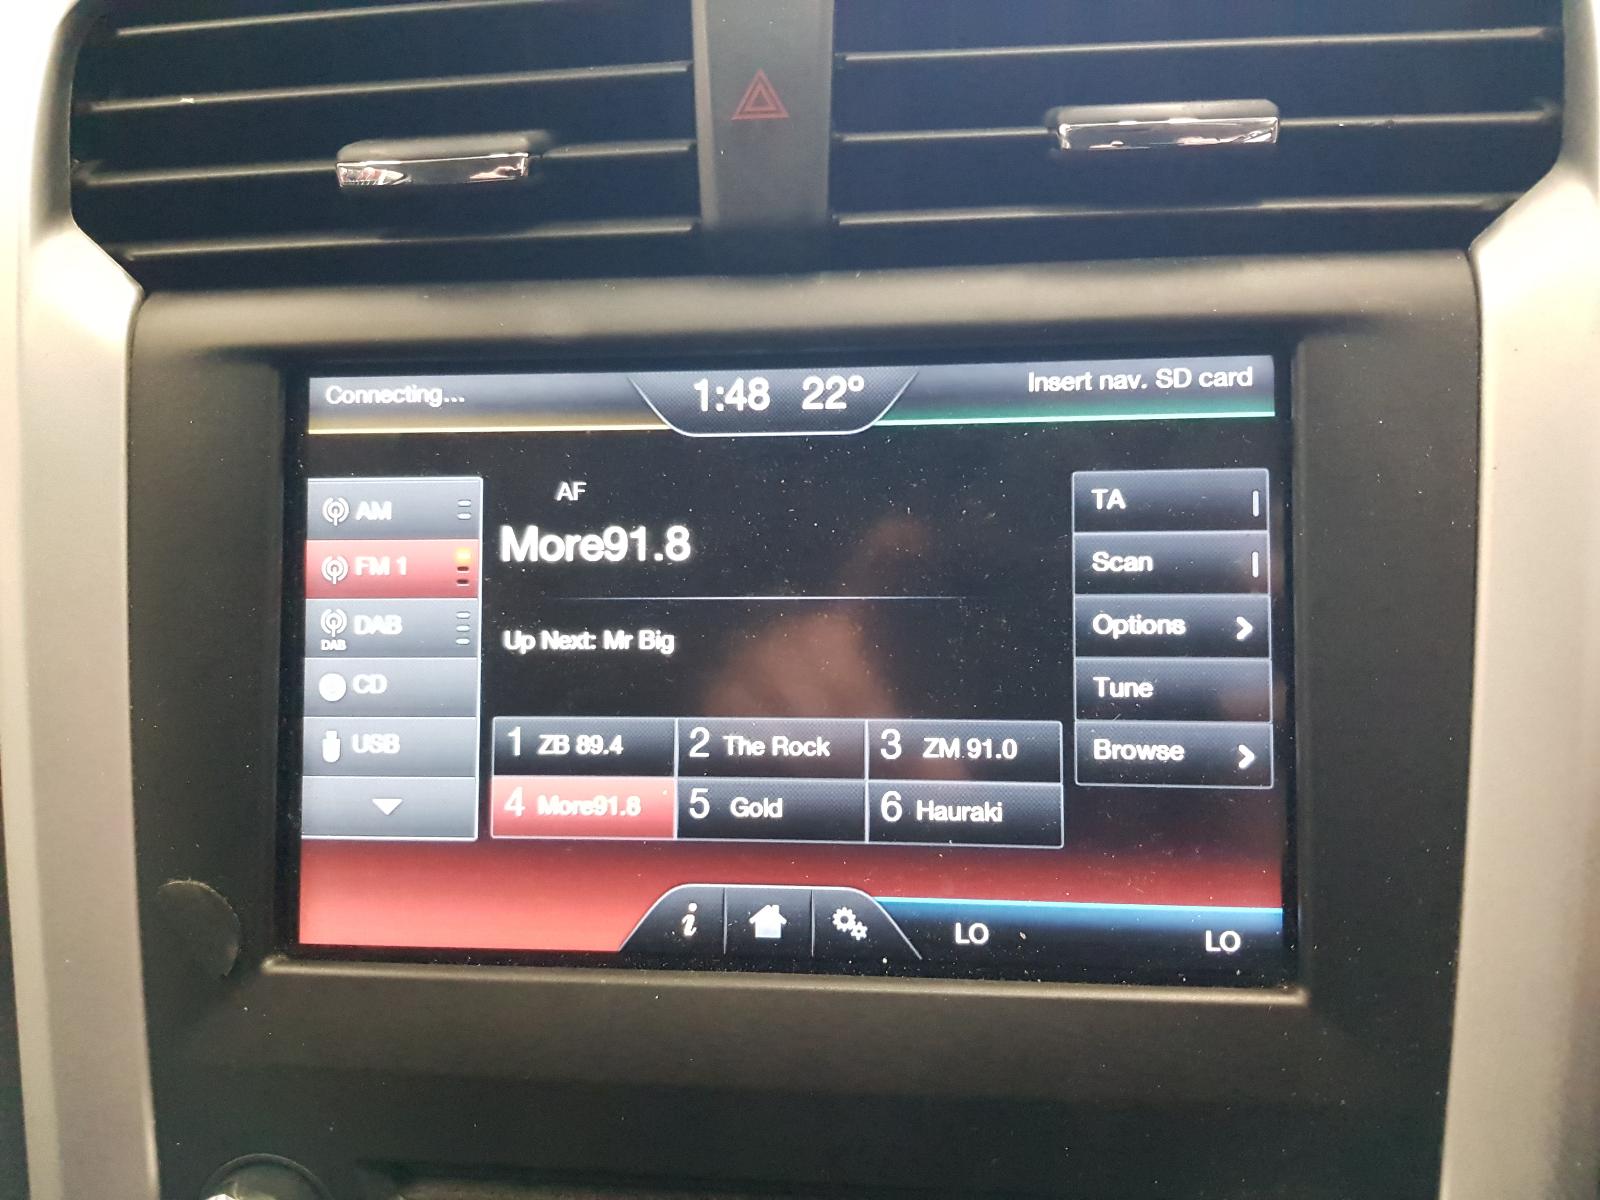 Connecting...
1:48 22°
Insert nav. SD card
AM
FM 1
DAB
DAB
CD
USB
AF
More91.8
Up Next: Mr Big
1 ZB 89.4
2 The Rock
3 ZM 91.0
4 More91.8
5 Gold
6 Hauraki
TA
Scan
Options
Tune
Browse
i
LO
LO